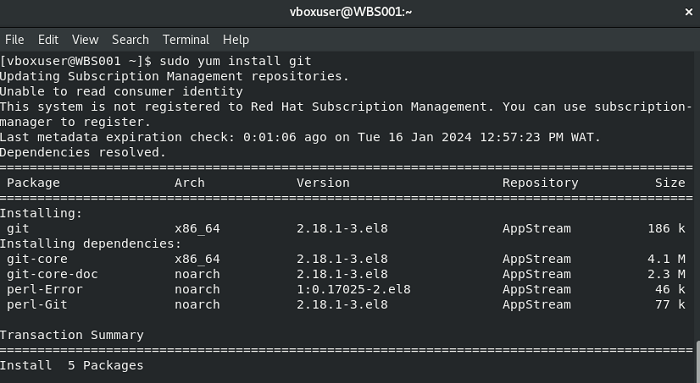 vboxuser@WBS001:~
File Edit View Search Terminal Help
[vboxuser@WBS001 ~]$ sudo yum install git
Updating Subscription Management repositories.
Unable to read consumer identity
This system is not registered to Red Hat Subscription Management. You can use subscription-
manager to register.
Last metadata expiration check: 0:01:06 ago on Tue 16 Jan 2024 12:57:23 PM WAT.
Dependencies resolved.
================================================================================
Package Arch Version Repository Size
================================================================================
Installing:
git x86_64 2.18.1-3.el8 AppStream 186 k
Installing dependencies:
git-core x86_64 2.18.1-3.el8 AppStream 4.1 M
git-core-doc noarch 2.18.1-3.el8 AppStream 2.3 M
perl-Error noarch 1:0.17025-2.el8 AppStream 46 k
perl-Git noarch 2.18.1-3.el8 AppStream 77 k
Transaction Summary
================================================================================
Install 5 Packages